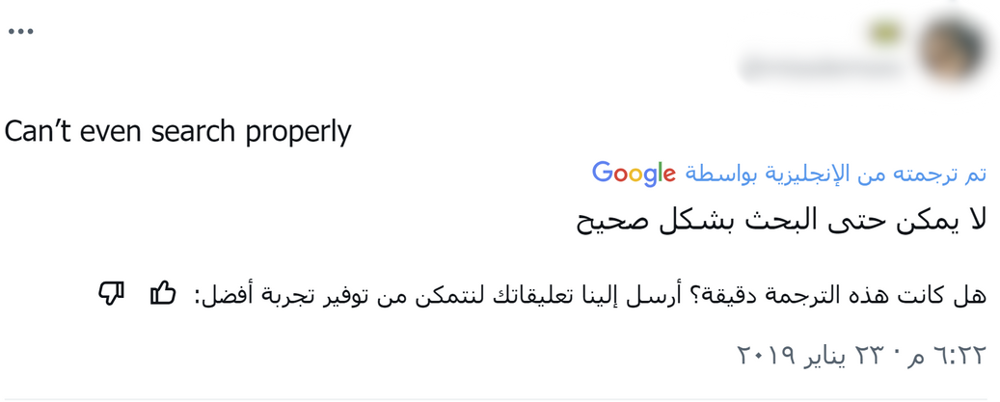 Can’t even search properly
تم ترجمته من الإنجليزية بواسطة Google
لا يمكن حتى البحث بشكل صحيح
هل كانت هذه الترجمة دقيقة؟ أرسل إلينا تعليقاتك لنتمكن من توفير تجربة أفضل:
٦:٢٢ م · ٢٣ يناير ٢٠١٩